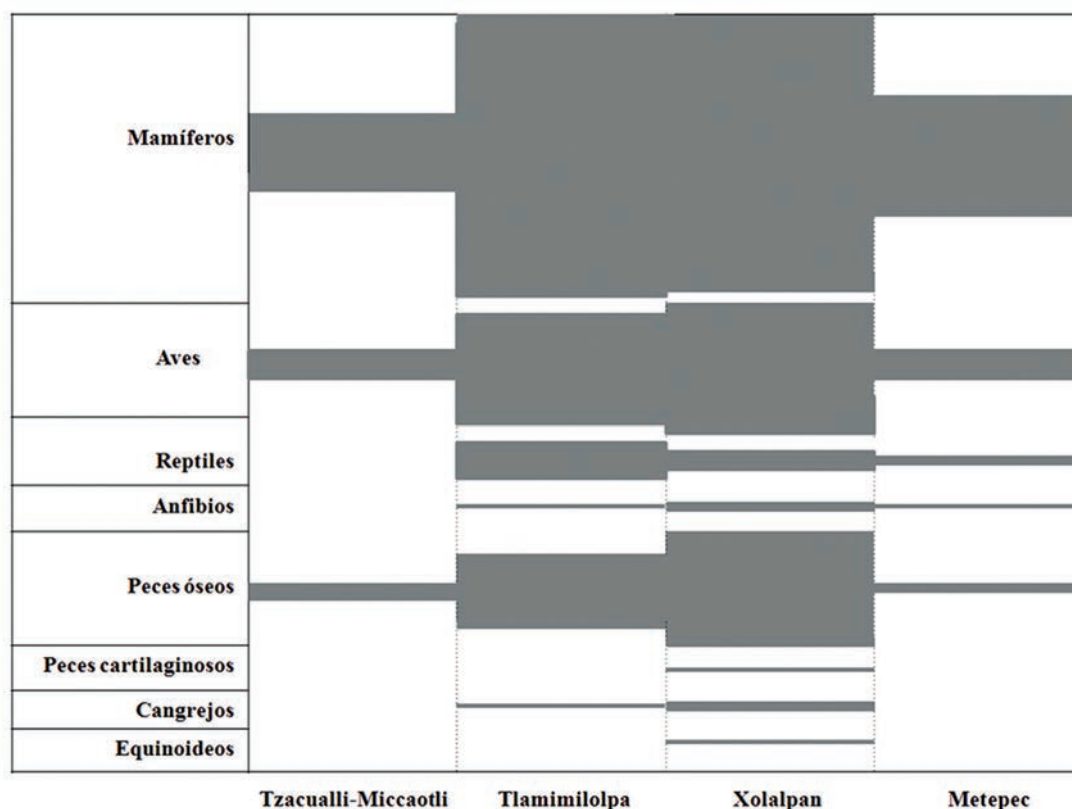 Mamíferos
Aves
Reptiles
Anfibios
Peces óseos
Peces cartilaginosos
Cangrejos
Equinoideos
Tzacualli-Miccaotli Tlamimilolpa Xolalpan Metepec